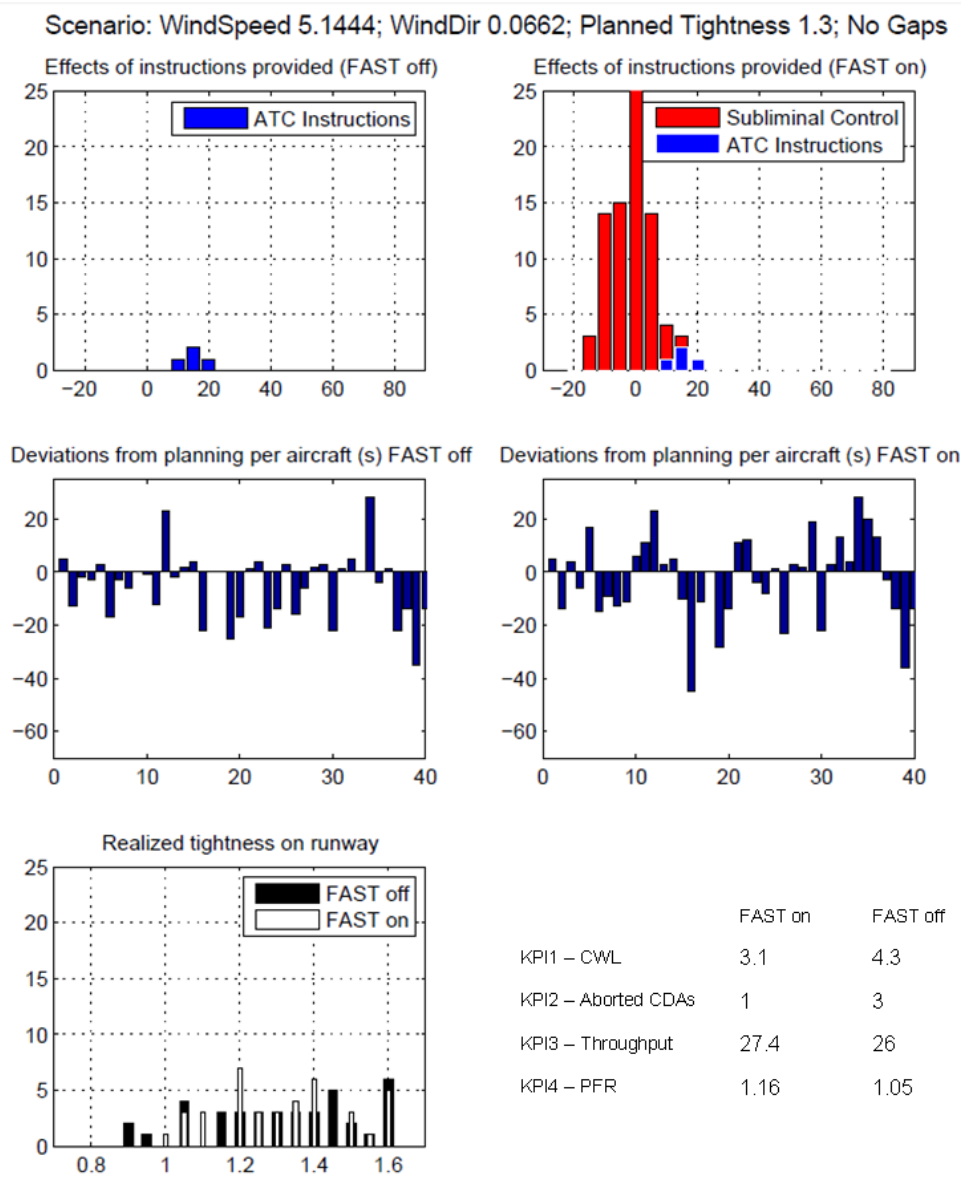 Scenario: WindSpeed 5.1444; WindDir 0.0662; Planned Tightness 1.3; No Gaps
Effects of instructions provided (FAST off)
25
20
15
10
5
0
−20 0 20 40 60 80
ATC Instructions
Effects of instructions provided (FAST on)
25
20
15
10
5
0
−20 0 20 40 60 80
Subliminal Control
ATC Instructions
Deviations from planning per aircraft (s) FAST off
20
0
−20
−40
−60
0 10 20 30 40
Deviations from planning per aircraft (s) FAST on
20
0
−20
−40
−60
0 10 20 30 40
Realized tightness on runway
25
20
15
10
5
0
0.8 1 1.2 1.4 1.6
FAST off
FAST on
FAST on FAST off
KPI1 – CWL 3.1 4.3
KPI2 – Aborted CDAs 1 3
KPI3 – Throughput 27.4 26
KPI4 – PFR 1.16 1.05